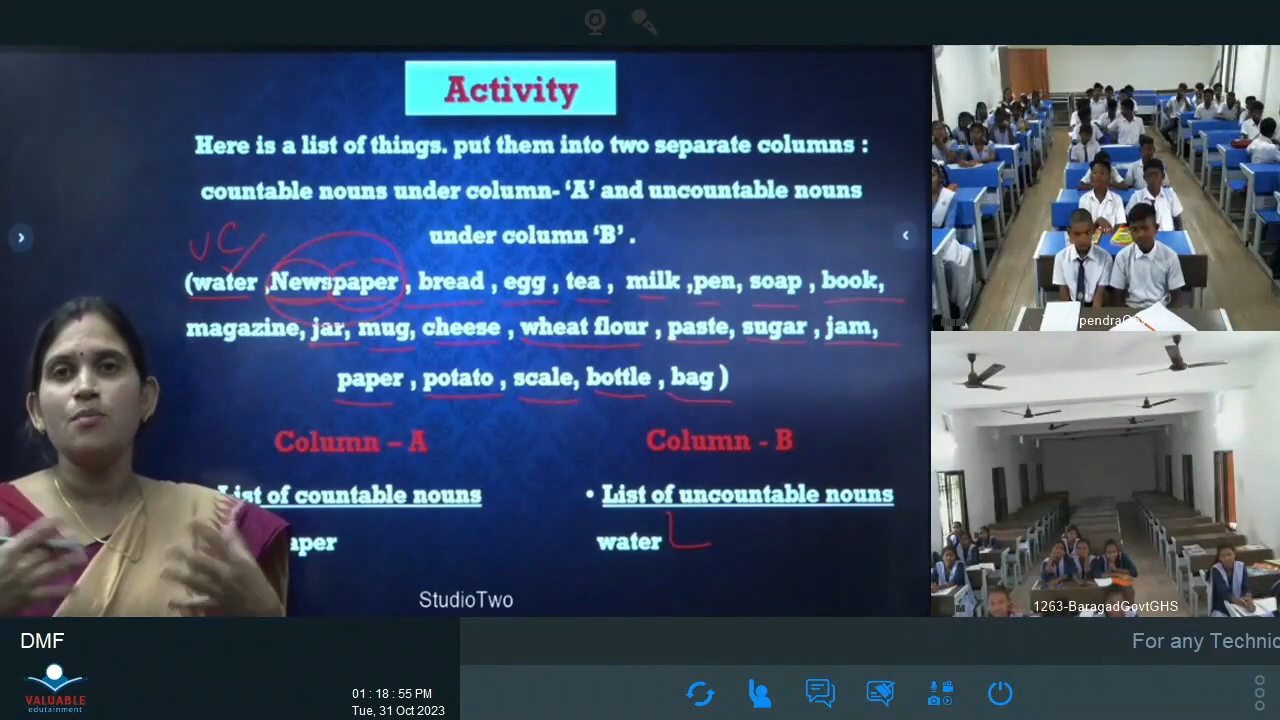 Activity
Here is a list of things. put them into two separate columns :
countable nouns under column- ‘A’ and uncountable nouns
under column ‘B’ .
UC
(water ,Newspaper , bread , egg , tea , milk ,pen, soap , book,
magazine, jar, mug, cheese , wheat flour , paste, sugar , jam,
paper , potato , scale, bottle , bag )
Column – A
Column - B
List of countable nouns
• List of uncountable nouns
aper
water
StudioTwo
1263-BaragadGovtGHS
DMF
For any Technic
VALUABLE
edutainment
01 : 18 : 55 PM
Tue, 31 Oct 2023